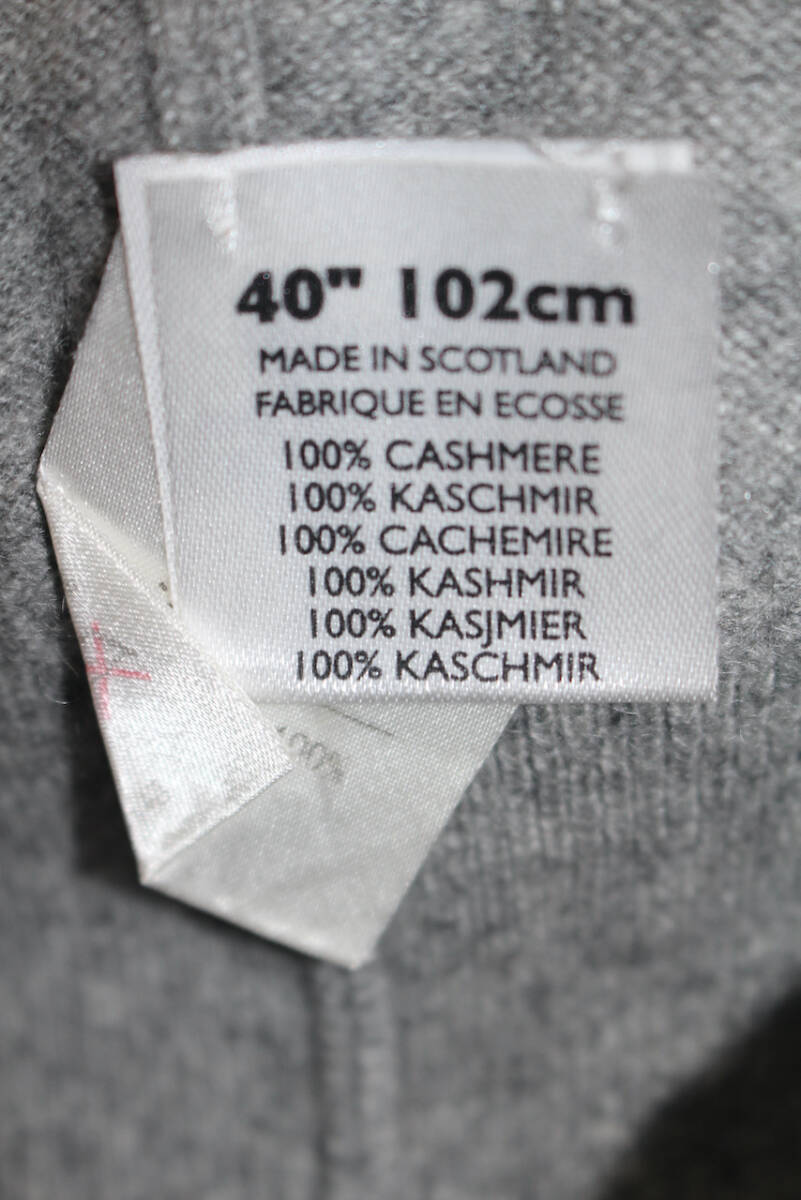 40" 102cm
MADE IN SCOTLAND
FABRIQUE EN ECOSSE
100% CASHMERE
100% KASCHMIR
100% CACHEMIRE
100% KASHMIR
100% KASJMIER
100% KASCHMIR
100%